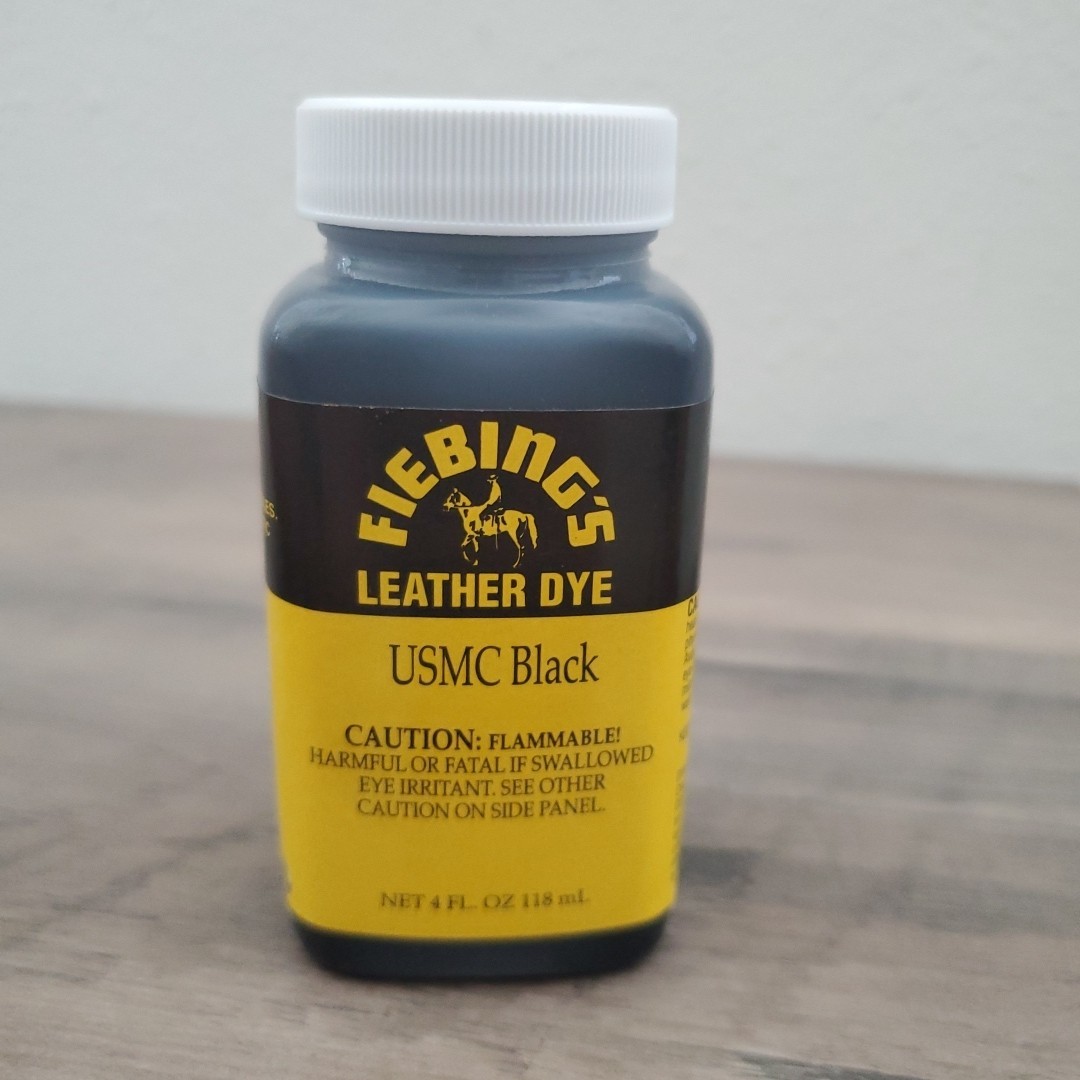 FIEBING'S
LEATHER DYE
USMC Black
CAUTION: FLAMMABLE!
HARMFUL OR FATAL IF SWALLOWED
EYE IRRITANT. SEE OTHER
CAUTION ON SIDE PANEL.
NET 4 FL. OZ 118 mL